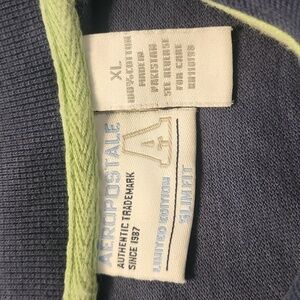 XL
100% COTTON
MADE IN
PAKISTAN
SEE REVERSE
FOR CARE
AEROPOSTALE
AUTHENTIC TRADEMARK
SINCE 1987
A
LIMITED EDITION
SLIM FIT